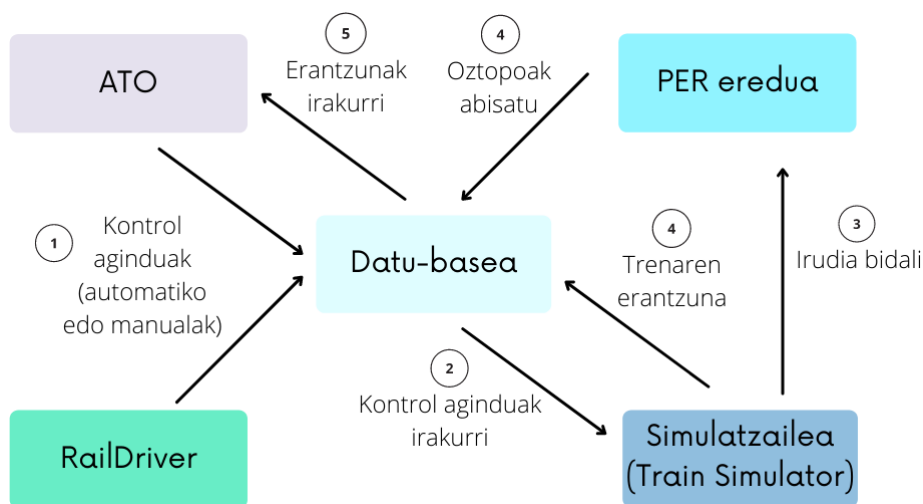 ATO
5
Erantzunak
irakurri
4
Oztopoak
abisatu
PER eredua
1
Kontrol
aginduak
(automatiko
edo manualak)
Datu-basea
4
Trenaren
erantzuna
3
Irudia bidali
2
Kontrol aginduak
irakurri
RailDriver
Simulatzailea
(Train Simulator)